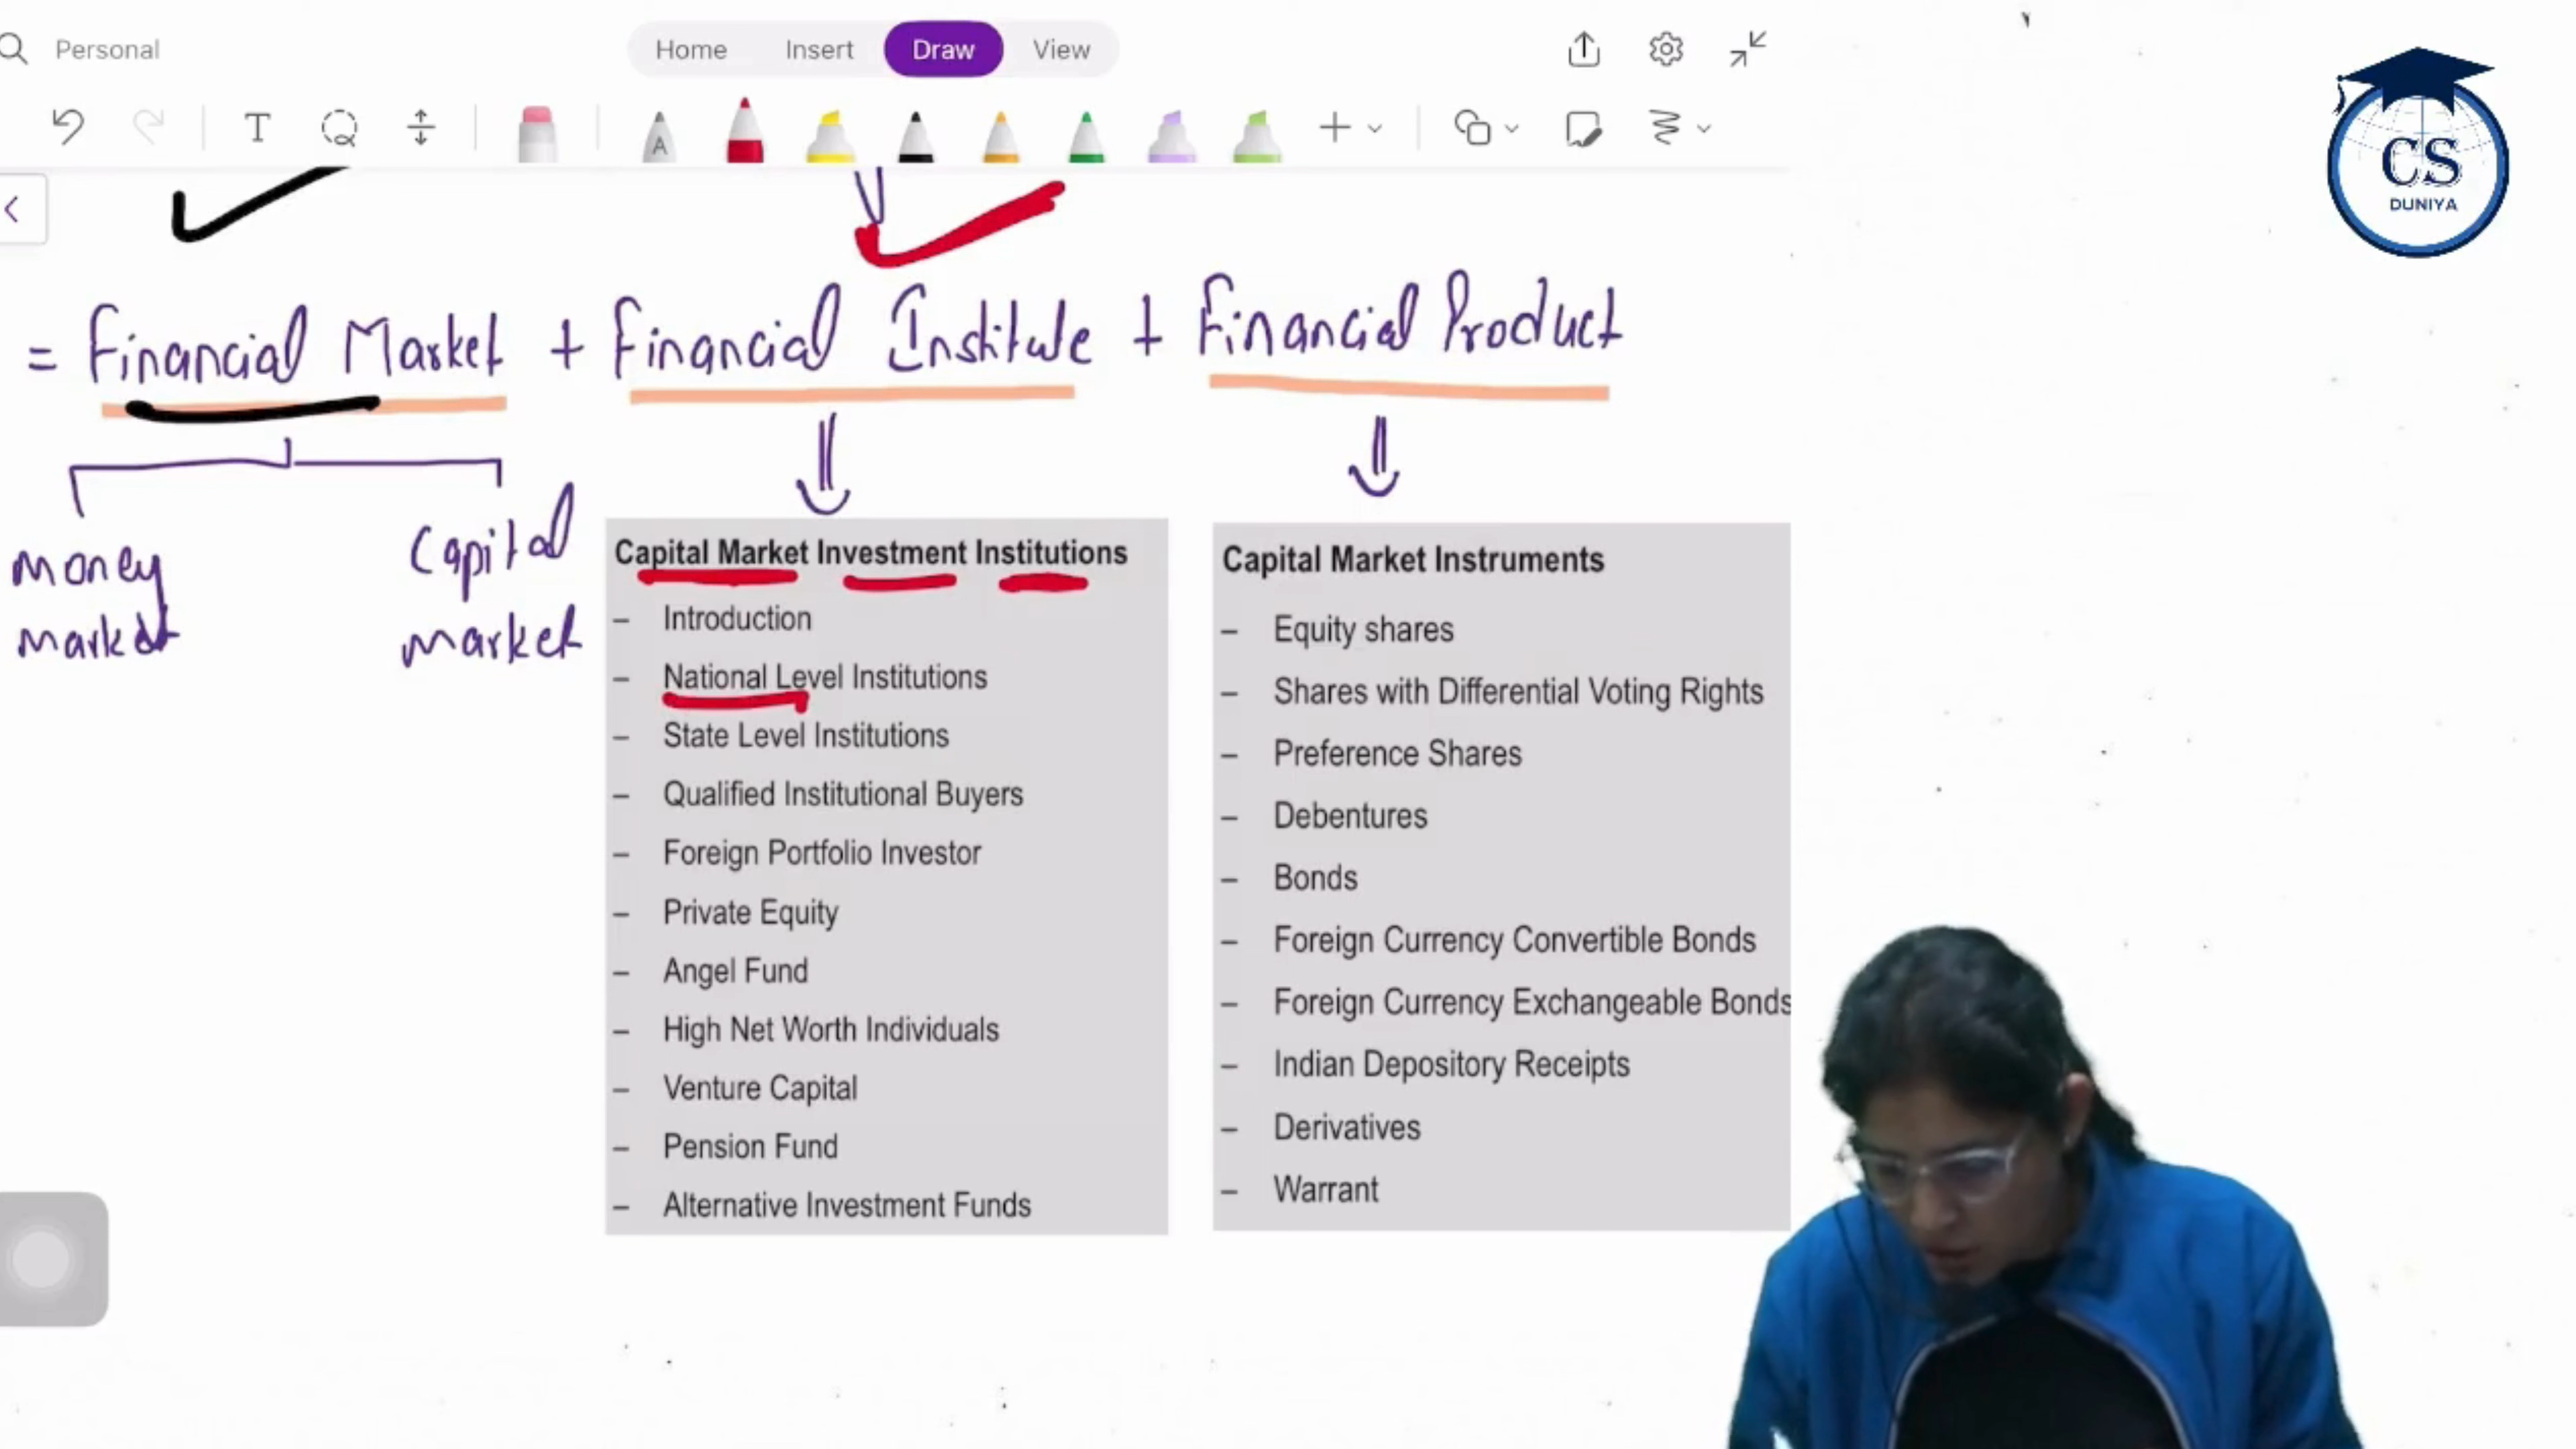 Personal
Home Insert Draw View
T
A
CS
DUNIYA
= Financial Market + Financial Institute + Financial Product
Money Market
Capital Market
Capital Market Investment Institutions
– Introduction
– National Level Institutions
– State Level Institutions
– Qualified Institutional Buyers
– Foreign Portfolio Investor
– Private Equity
– Angel Fund
– High Net Worth Individuals
– Venture Capital
– Pension Fund
– Alternative Investment Funds
Capital Market Instruments
– Equity shares
– Shares with Differential Voting Rights
– Preference Shares
– Debentures
– Bonds
– Foreign Currency Convertible Bonds
– Foreign Currency Exchangeable Bonds
– Indian Depository Receipts
– Derivatives
– Warrant